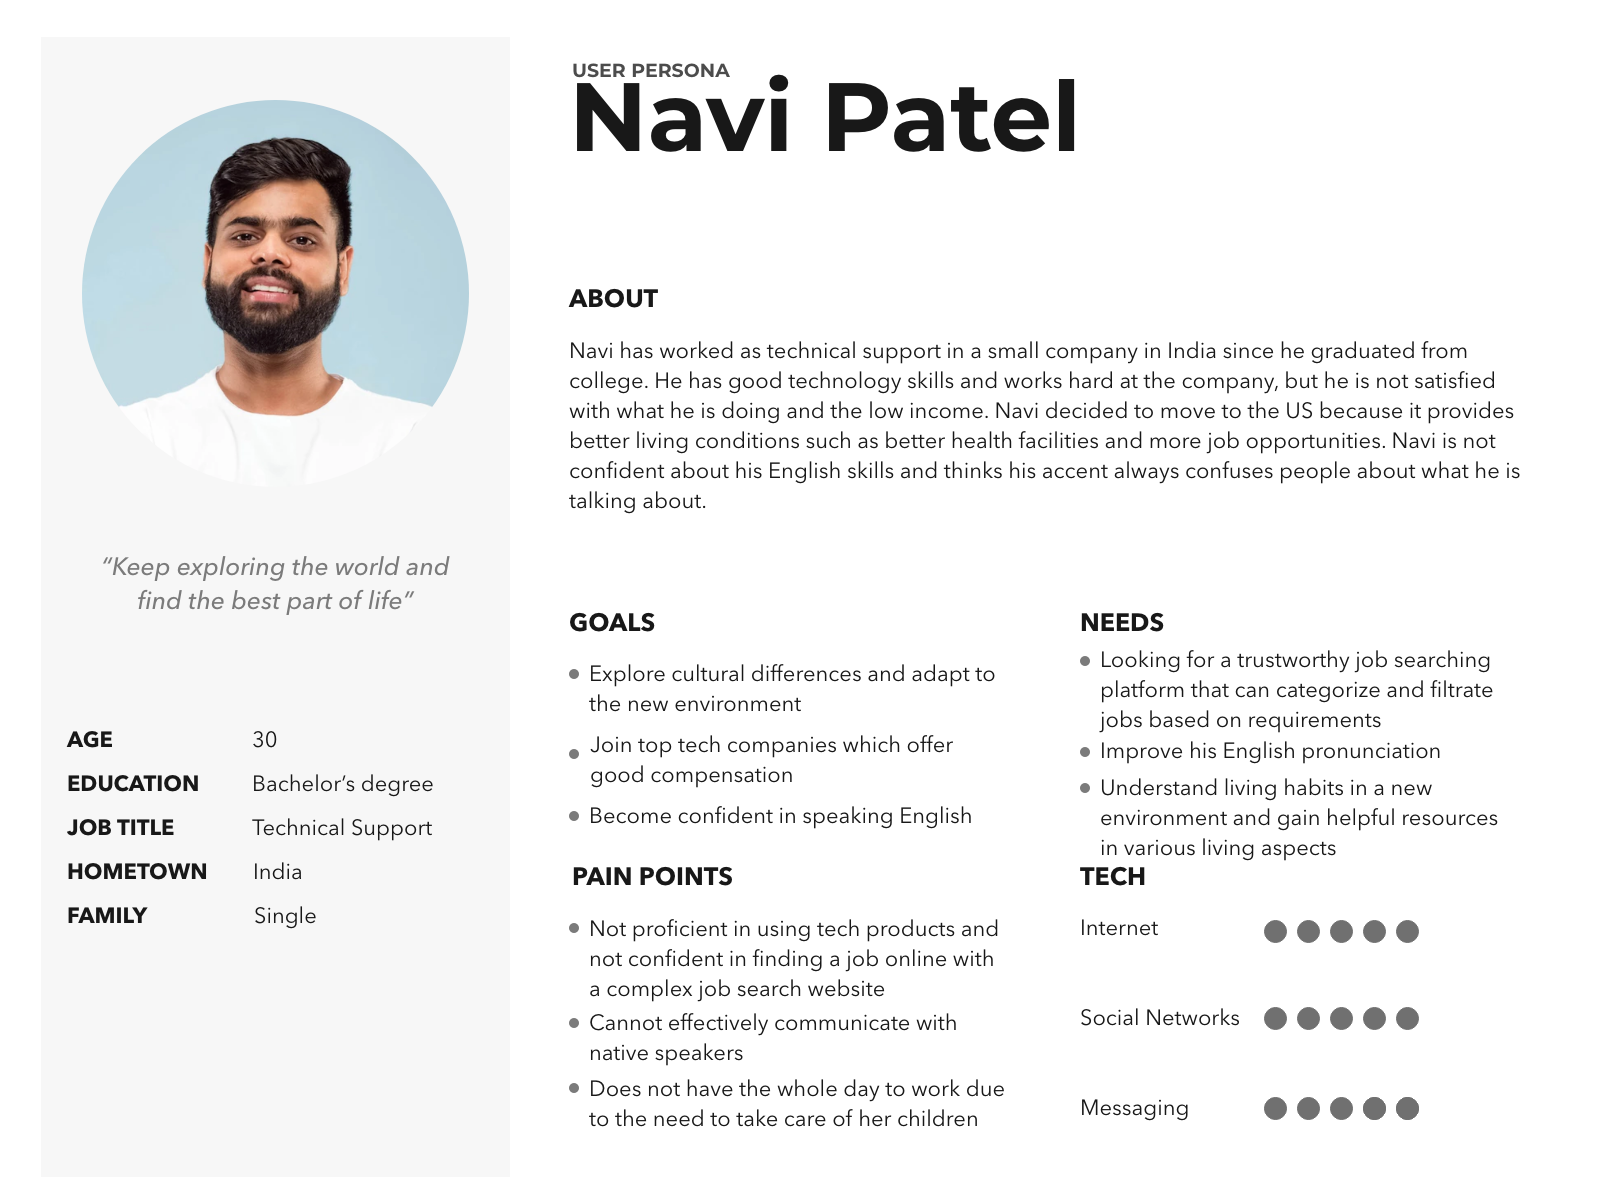 USER PERSONA
Navi Patel
“Keep exploring the world and
find the best part of life”
AGE 30
EDUCATION Bachelor’s degree
JOB TITLE Technical Support
HOMETOWN India
FAMILY Single
ABOUT
Navi has worked as technical support in a small company in India since he graduated from
college. He has good technology skills and works hard at the company, but he is not satisfied
with what he is doing and the low income. Navi decided to move to the US because it provides
better living conditions such as better health facilities and more job opportunities. Navi is not
confident about his English skills and thinks his accent always confuses people about what he is
talking about.
GOALS
Explore cultural differences and adapt to
the new environment
Join top tech companies which offer
good compensation
Become confident in speaking English
NEEDS
Looking for a trustworthy job searching
platform that can categorize and filtrate
jobs based on requirements
Improve his English pronunciation
Understand living habits in a new
environment and gain helpful resources
in various living aspects
PAIN POINTS
Not proficient in using tech products and
not confident in finding a job online with
a complex job search website
Cannot effectively communicate with
native speakers
Does not have the whole day to work due
to the need to take care of her children
TECH
Internet
Social Networks
Messaging